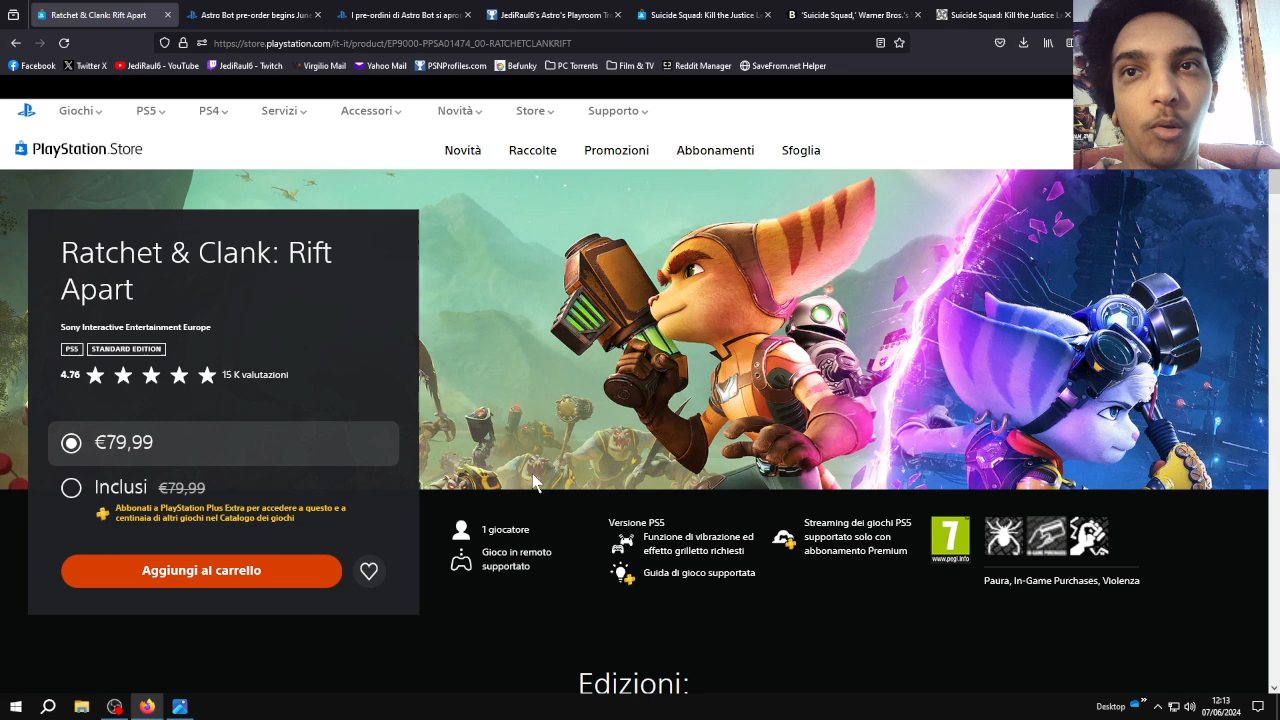 Ratchet & Clank: Rift Apart
Astro Bot pre-order begins June
I pre-ordini di Astro Bot si apro
JediRaul6's Astro's Playroom Tro
Suicide Squad: Kill the Justice L
'Suicide Squad,' Warner Bros.'s
Suicide Squad: Kill the Justice Le
https://store.playstation.com/it-it/product/EP9000-PPSA01474_00-RATCHETCLANKRIFT
Facebook
Twitter X
JediRaul6 - YouTube
JediRaul6 - Twitch
Virgilio Mail
Yahoo Mail
PSNProfiles.com
Befunky
PC Torrents
Film & TV
Reddit Manager
SaveFrom.net Helper
Giochi
PS5
PS4
Servizi
Accessori
Novità
Store
Supporto
PlayStation.Store
Novità
Raccolte
Promozioni
Abbonamenti
Sfoglia
Ratchet & Clank: Rift
Apart
Sony Interactive Entertainment Europe
PS5 STANDARD EDITION
4.76 15 K valutazioni
€79,99
Inclusi €79,99
Abbonati a PlayStation Plus Extra per accedere a questo e a
centinaia di altri giochi nel Catalogo dei giochi
Aggiungi al carrello
1 giocatore
Gioco in remoto
supportato
Versione PS5
Funzione di vibrazione ed
effetto grilletto richiesti
Guida di gioco supportata
Streaming dei giochi PS5
supportato solo con
abbonamento Premium
7
www.pegi.info
IN-GAME PURCHASES
Paura, In-Game Purchases, Violenza
Edizioni:
Desktop
12:13
07/06/2024